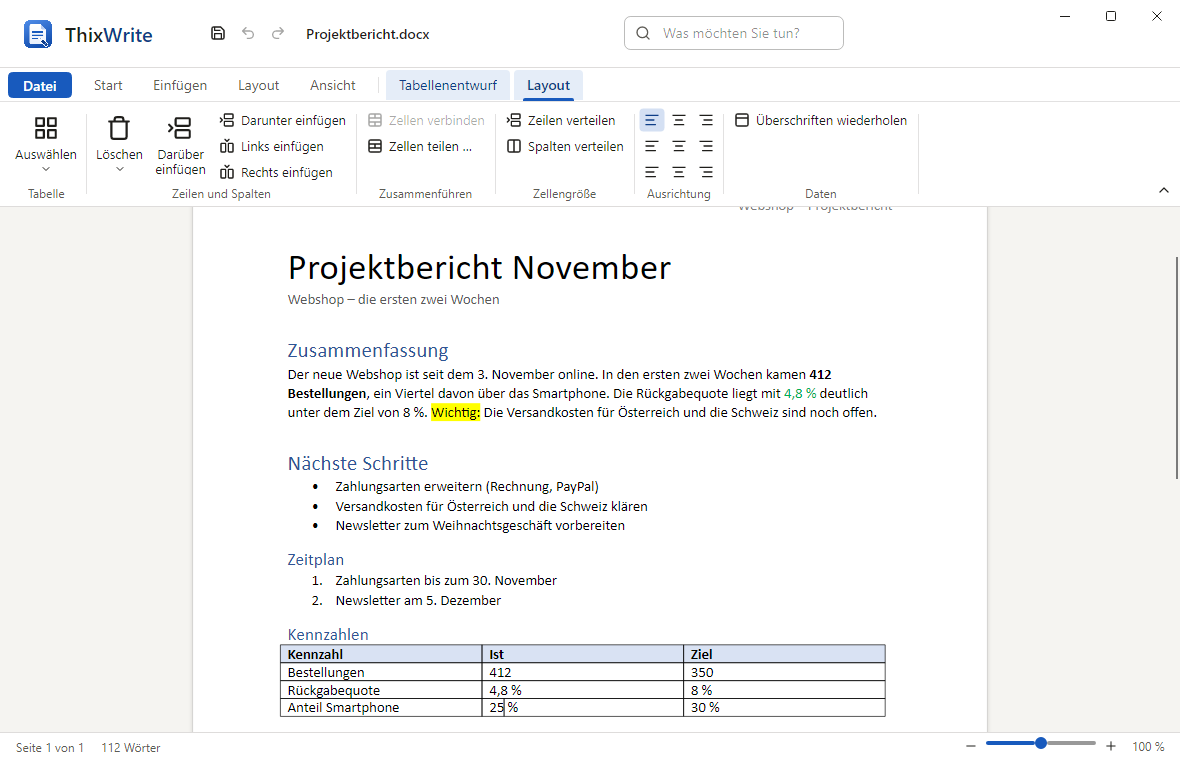 ThixWrite
Projektbericht.docx
Was möchten Sie tun?
Datei Start Einfügen Layout Ansicht Tabellenentwurf Layout
Auswählen
Tabelle
Löschen
Darüber einfügen
Darunter einfügen
Links einfügen
Rechts einfügen
Zeilen und Spalten
Zellen verbinden
Zellen teilen ...
Zusammenführen
Zeilen verteilen
Spalten verteilen
Zellengröße
Ausrichtung
Überschriften wiederholen
Daten
Webshop – Projektbericht
Projektbericht November
Webshop – die ersten zwei Wochen
Zusammenfassung
Der neue Webshop ist seit dem 3. November online. In den ersten zwei Wochen kamen 412
Bestellungen, ein Viertel davon über das Smartphone. Die Rückgabequote liegt mit 4,8 % deutlich
unter dem Ziel von 8 %. Wichtig: Die Versandkosten für Österreich und die Schweiz sind noch offen.
Nächste Schritte
• Zahlungsarten erweitern (Rechnung, PayPal)
• Versandkosten für Österreich und die Schweiz klären
• Newsletter zum Weihnachtsgeschäft vorbereiten
Zeitplan
1. Zahlungsarten bis zum 30. November
2. Newsletter am 5. Dezember
Kennzahlen
Kennzahl Ist Ziel
Bestellungen 412 350
Rückgabequote 4,8 % 8 %
Anteil Smartphone 25 % 30 %
Seite 1 von 1 112 Wörter 100 %